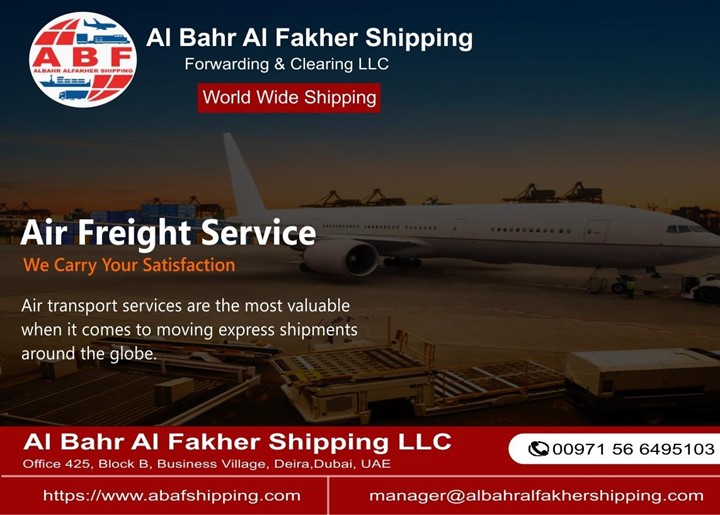 A B F
ALBAHR ALFAKHER SHIPPING
Al Bahr Al Fakher Shipping
Forwarding & Clearing LLC
World Wide Shipping
Air Freight Service
We Carry Your Satisfaction
Air transport services are the most valuable
when it comes to moving express shipments
around the globe.
Al Bahr Al Fakher Shipping LLC
Office 425, Block B, Business Village, Deira,Dubai, UAE
00971 56 6495103
https://www.abafshipping.com
manager@albahralfakhershipping.com